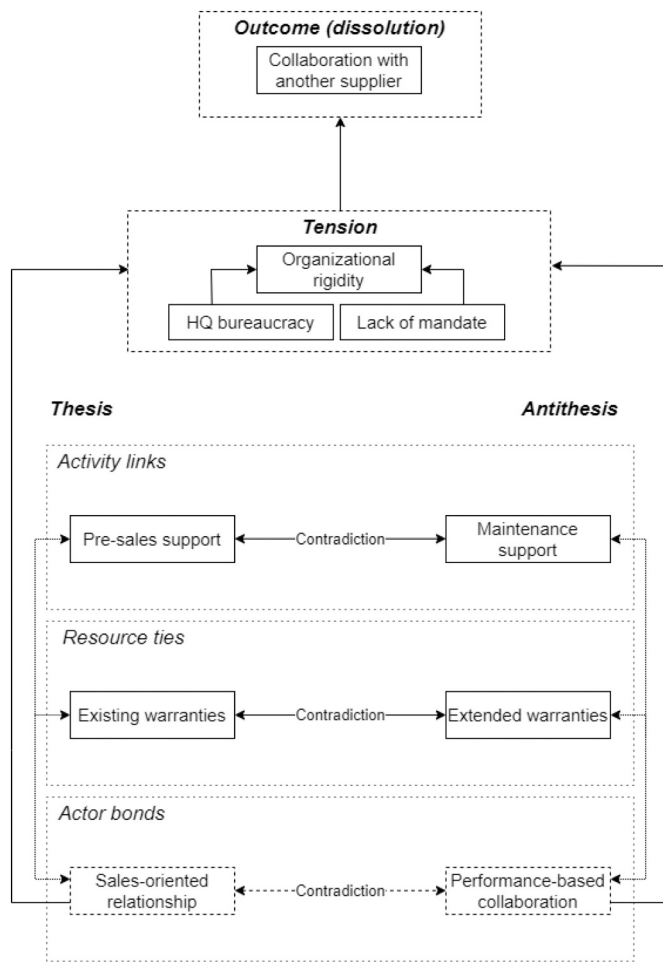 Outcome (dissolution)
Collaboration with
another supplier
Tension
Organizational
rigidity
HQ bureaucracy
Lack of mandate
Thesis
Antithesis
Activity links
Pre-sales support
Contradiction
Maintenance
support
Resource ties
Existing warranties
Contradiction
Extended warranties
Actor bonds
Sales-oriented
relationship
Contradiction
Performance-based
collaboration